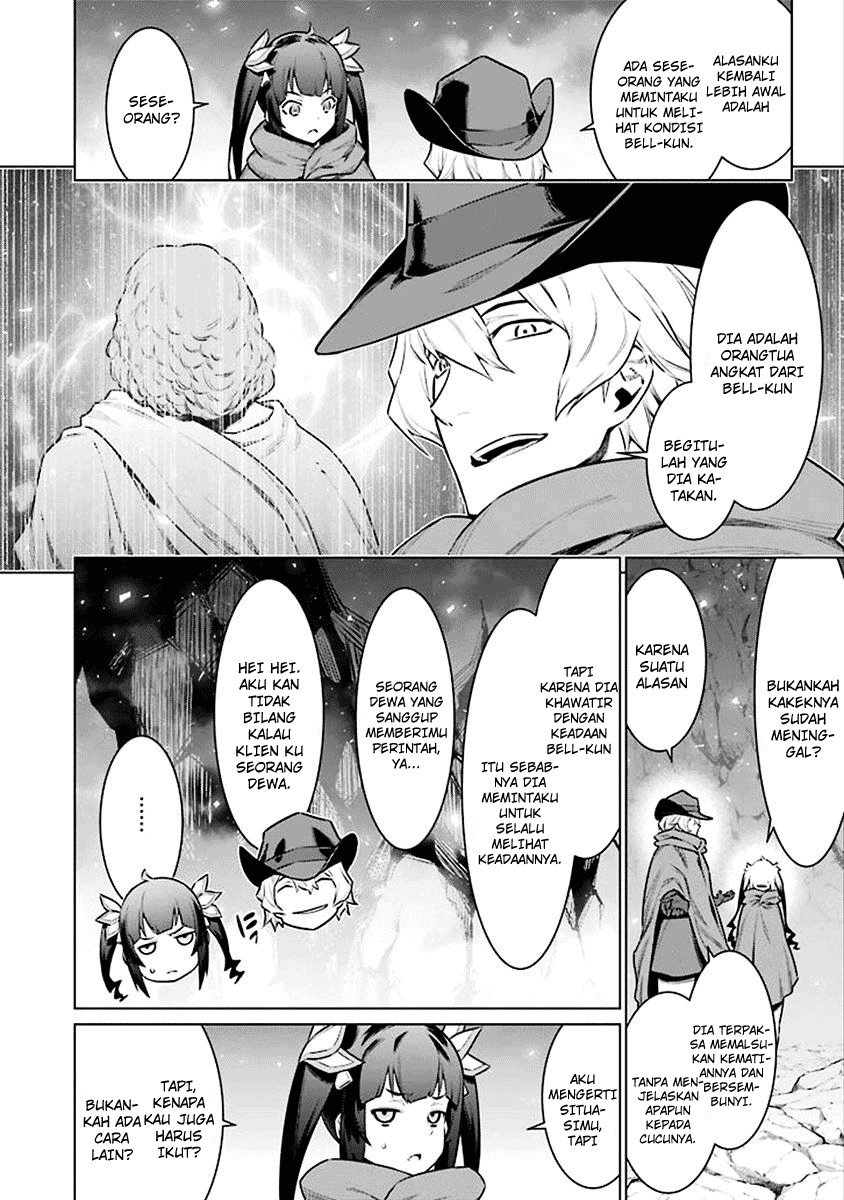 ALASANKU
KEMBALI
LEBIH AWAL
ADALAH
ADA SESE-
ORANG YANG
MEMINTAKU
UNTUK MELI-
HAT KONDISI
BELL-KUN.
SESE-
ORANG?
DIA ADALAH
ORANGTUA
ANGKAT DARI
BELL-KUN
BEGITU-
LAH YANG
DIA KA-
TAKAN.
BUKANKAH
KAKEKNYA
SUDAH
MENING-
GAL?
KARENA
SUATU
ALASAN
DIA TERPAK-
SA MEMALSU-
KAN KEMATI-
ANNYA DAN
BERSEM-
BUNYI.
TANPA MEN-
JELASKAN
APAPUN
KEPADA
CUCUNYA.
TAPI
KARENA DIA
KHAWATIR
DENGAN
KEADAAN
BELL-KUN
ITU SEBAB-
NYA DIA
MEMINTAKU
UNTUK
SELALU
MELIHAT
KEADAANNYA.
SEORANG
DEWA YANG
SANGGUP
MEMBERIMU
PERINTAH,
YA...
HEI HEI.
AKU KAN
TIDAK
BILANG
KALAU
KLIEN KU
SEORANG
DEWA.
......
AKU
MENGERTI
SITUA-
SIMU,
TAPI
TAPI,
KENAPA
KAU JUGA
HARUS
IKUT?
BUKAN-
KAH ADA
CARA
LAIN?